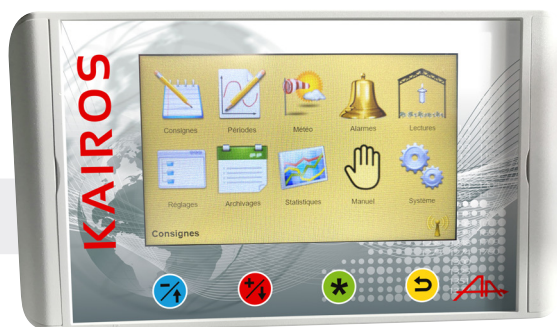 KAIROS
Consignes Périodes Météo Alarmes Lectures
Réglages Archivages Statistiques Manuel Système
Consignes